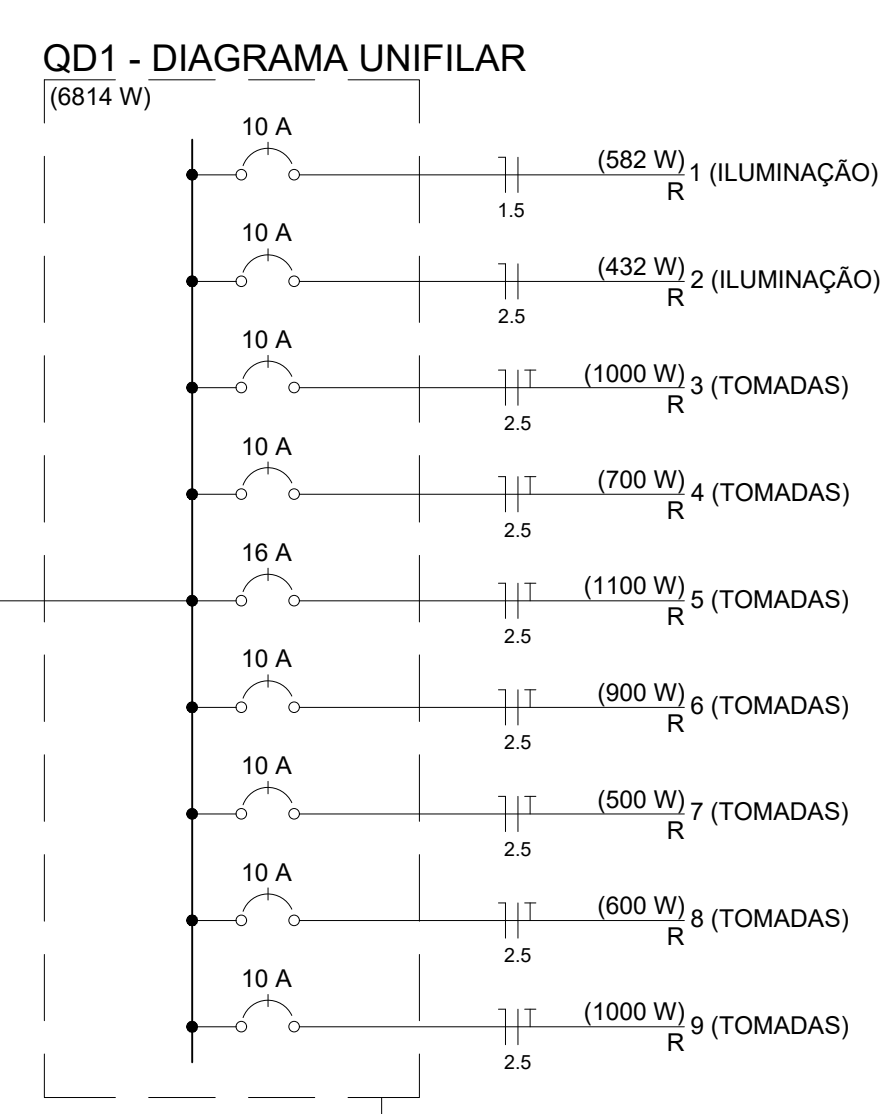 QD1 - DIAGRAMA UNIFILAR
(6814 W)
10 A
(582 W)
1 (ILUMINAÇÃO)
R
1.5
10 A
(432 W)
2 (ILUMINAÇÃO)
R
2.5
10 A
(1000 W)
3 (TOMADAS)
R
2.5
10 A
(700 W)
4 (TOMADAS)
R
2.5
16 A
(1100 W)
5 (TOMADAS)
R
2.5
10 A
(900 W)
6 (TOMADAS)
R
2.5
10 A
(500 W)
7 (TOMADAS)
R
2.5
10 A
(600 W)
8 (TOMADAS)
R
2.5
10 A
(1000 W)
9 (TOMADAS)
R
2.5